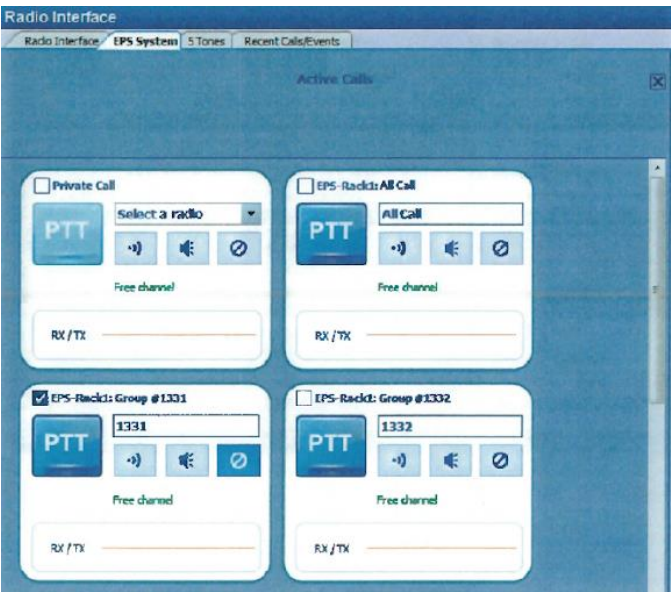 Radio Interface
Radio Interface EPS System 5 Tones Recent Calls/Events
Active Calls
Private Call
PTT
Select a radio
Free channel
RX / TX
EPS-Rack1: All Call
PTT
All Call
Free channel
RX / TX
EPS-Rack1: Group @1331
PTT
1331
Free channel
RX / TX
EPS-Rack1: Group @1332
PTT
1332
Free channel
RX / TX